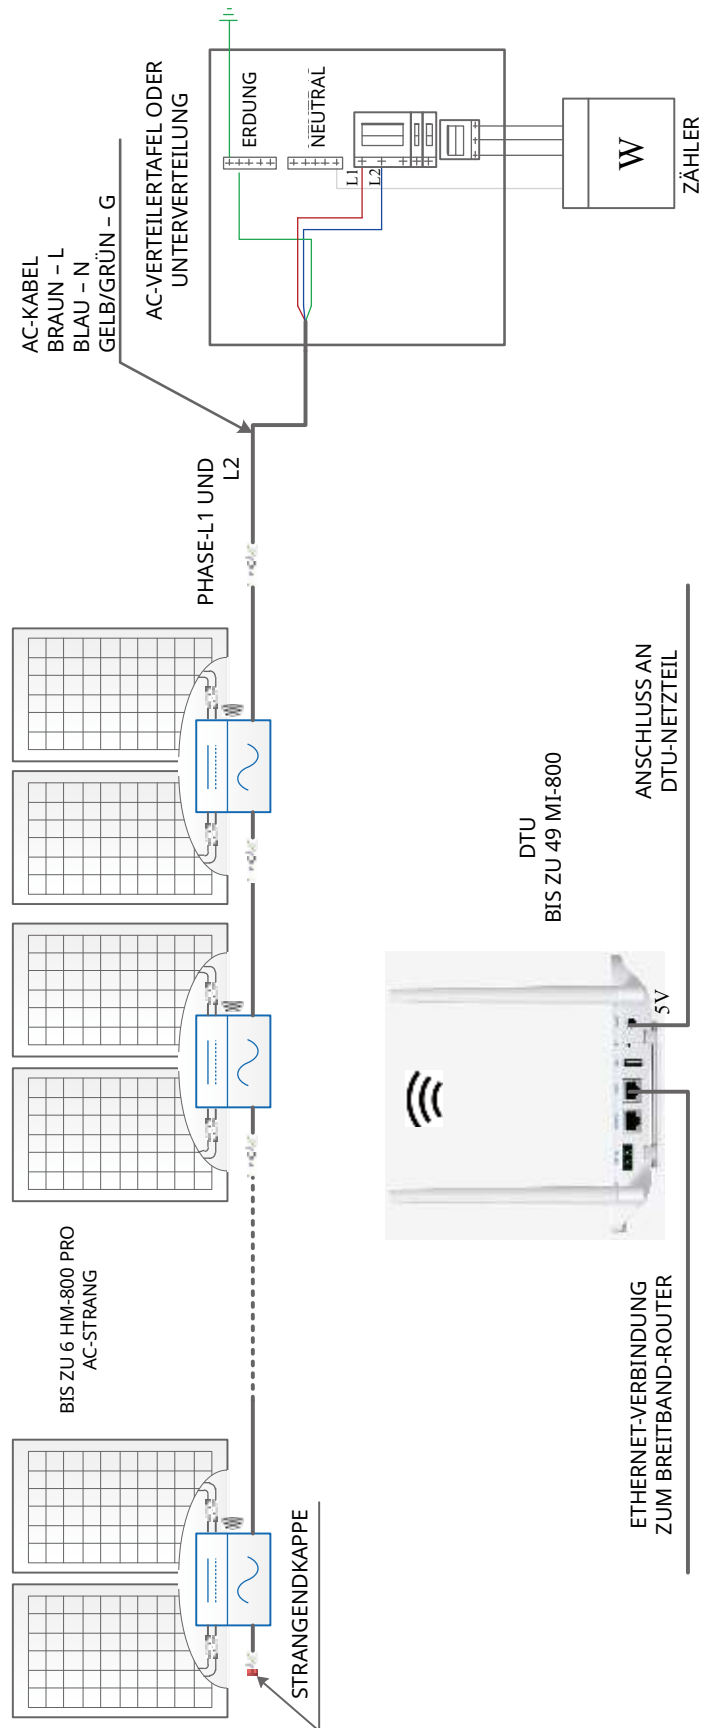 BIS ZU 6 HM-800 PRO
AC-STRANG
AC-KABEL
BRAUN – L
BLAU – N
GELB/GRÜN – G
AC-VERTEILERTAFEL ODER
UNTERVERTEILUNG
PHASE-L1 UND
L2
ERDUNG
NEUTRAL
L1
L2
STRANGENDKAPPE
W
ZÄHLER
DTU
BIS ZU 49 MI-800
5V
ETHERNET-VERBINDUNG
ZUM BREITBAND-ROUTER
ANSCHLUSS AN
DTU-NETZTEIL